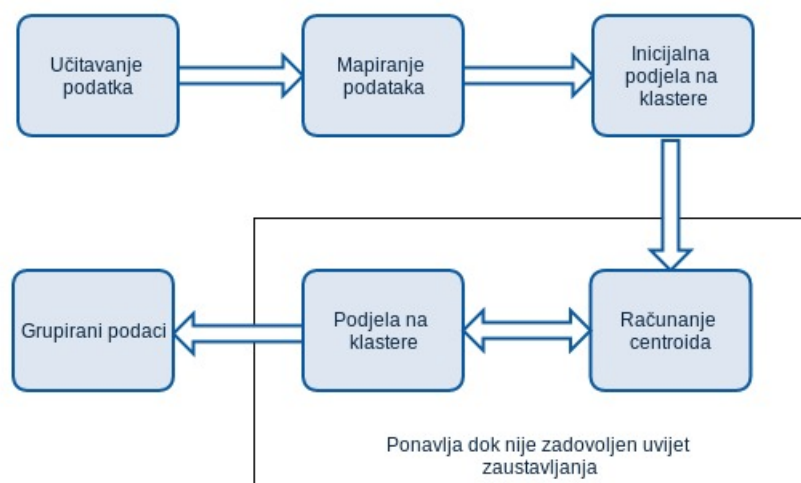 Učitavanje
podatka
Mapiranje
podataka
Inicijalna
podjela na
klastere
Grupirani podaci
Podjela na
klastere
Računanje
centroida
Ponavlja dok nije zadovoljen uvijet
zaustavljanja